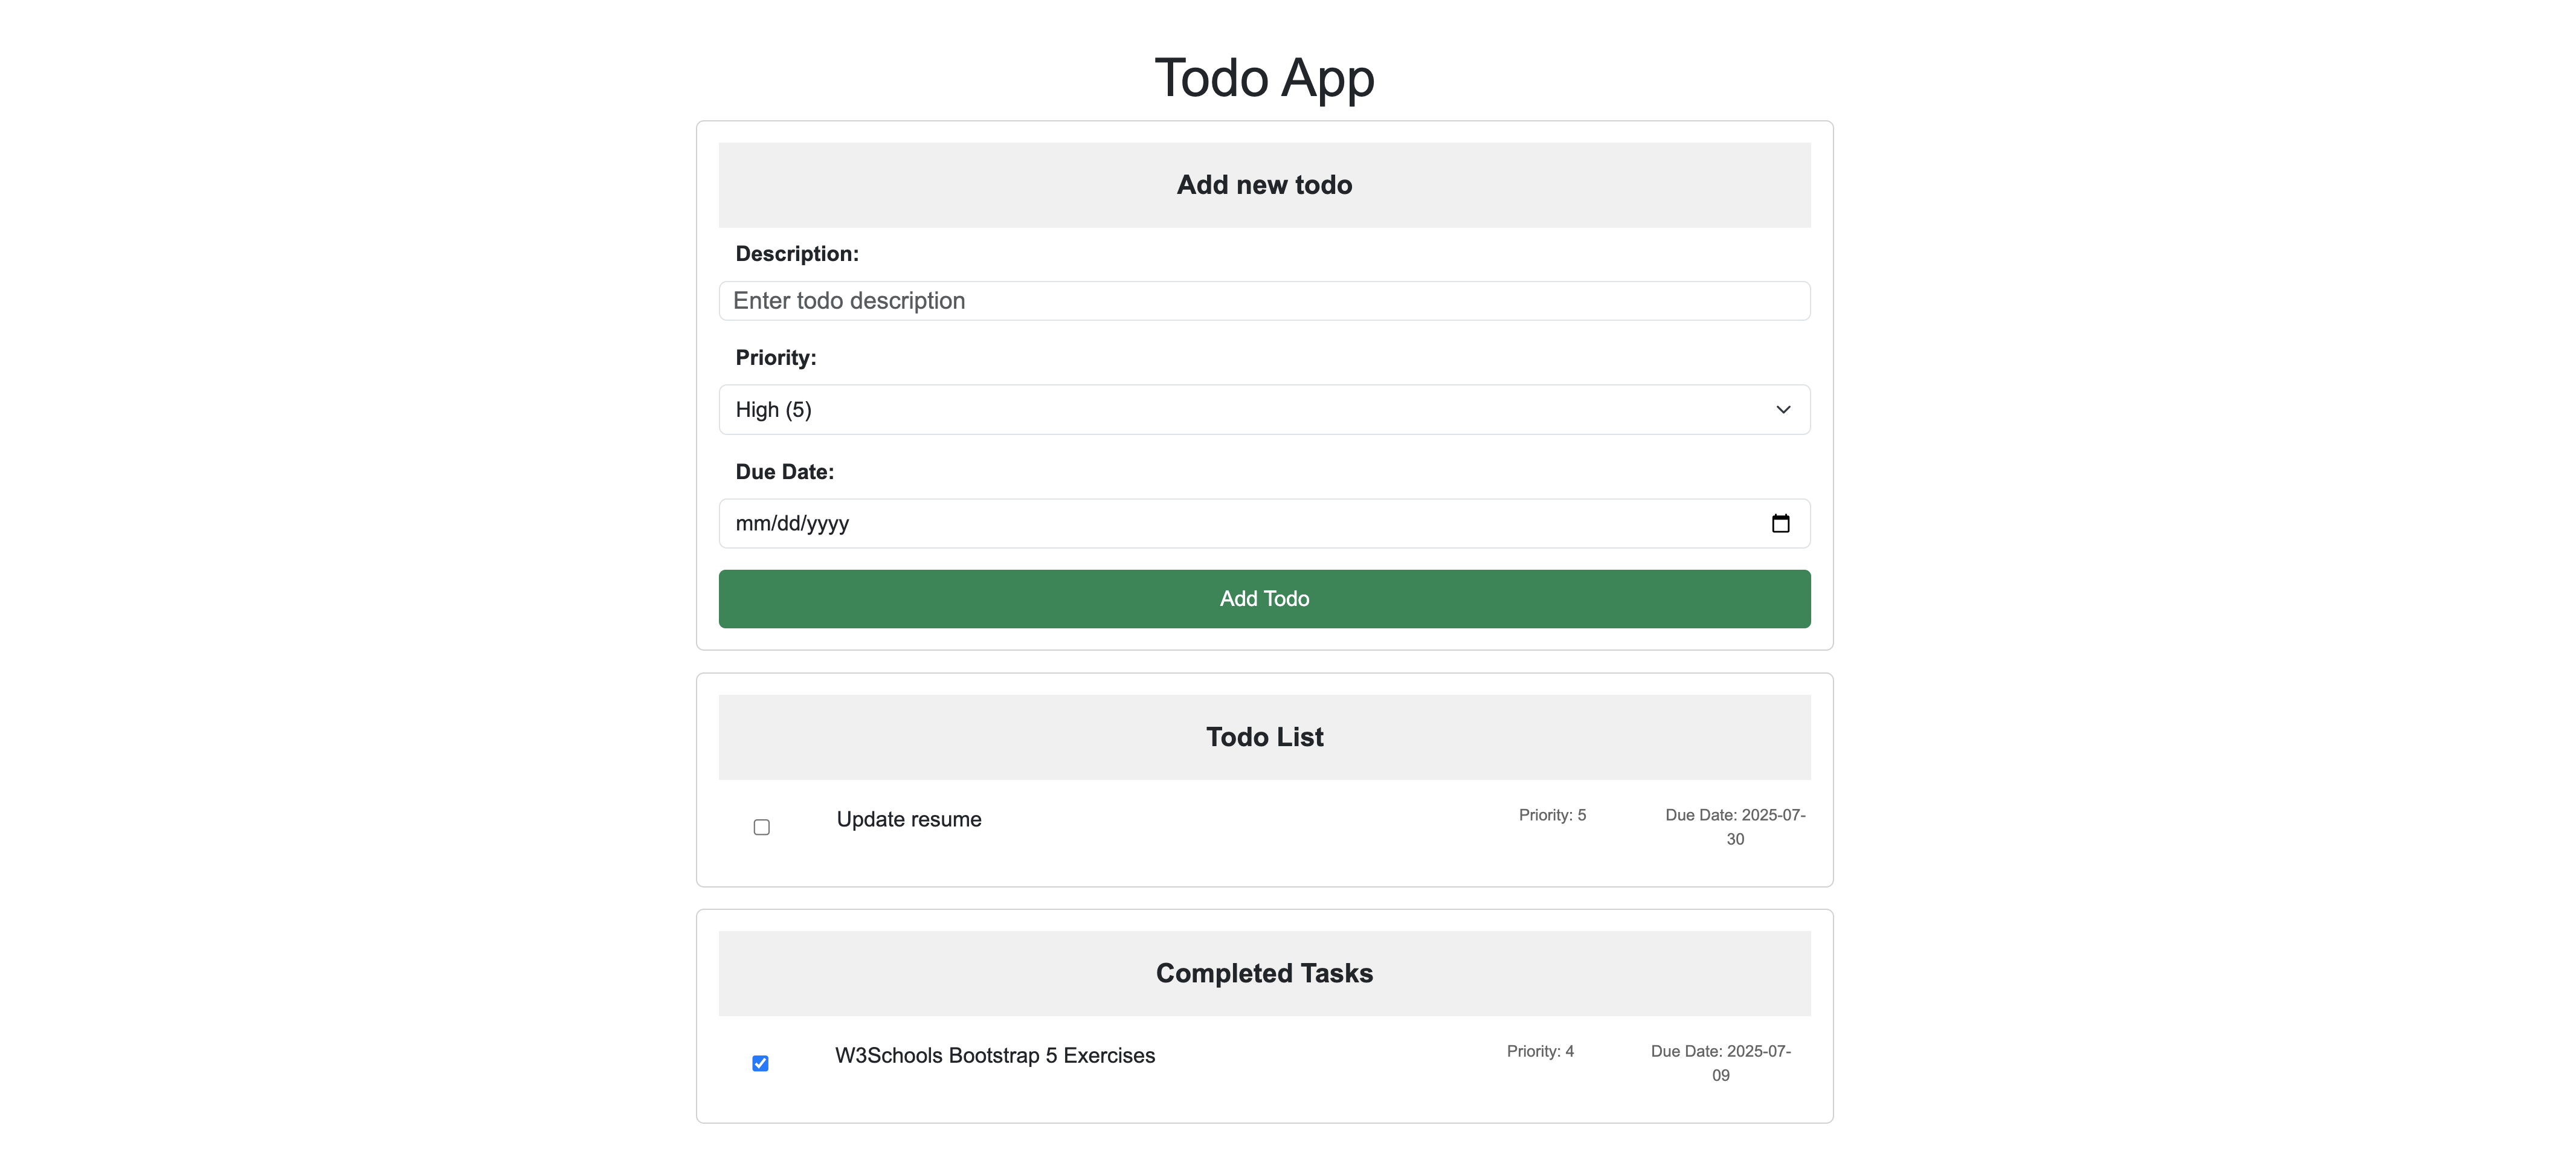 Todo App
Add new todo
Description:
Enter todo description
Priority:
High (5)
Due Date:
mm/dd/yyyy
Add Todo
Todo List
Update resume
Priority: 5
Due Date: 2025-07-
30
Completed Tasks
W3Schools Bootstrap 5 Exercises
Priority: 4
Due Date: 2025-07-
09